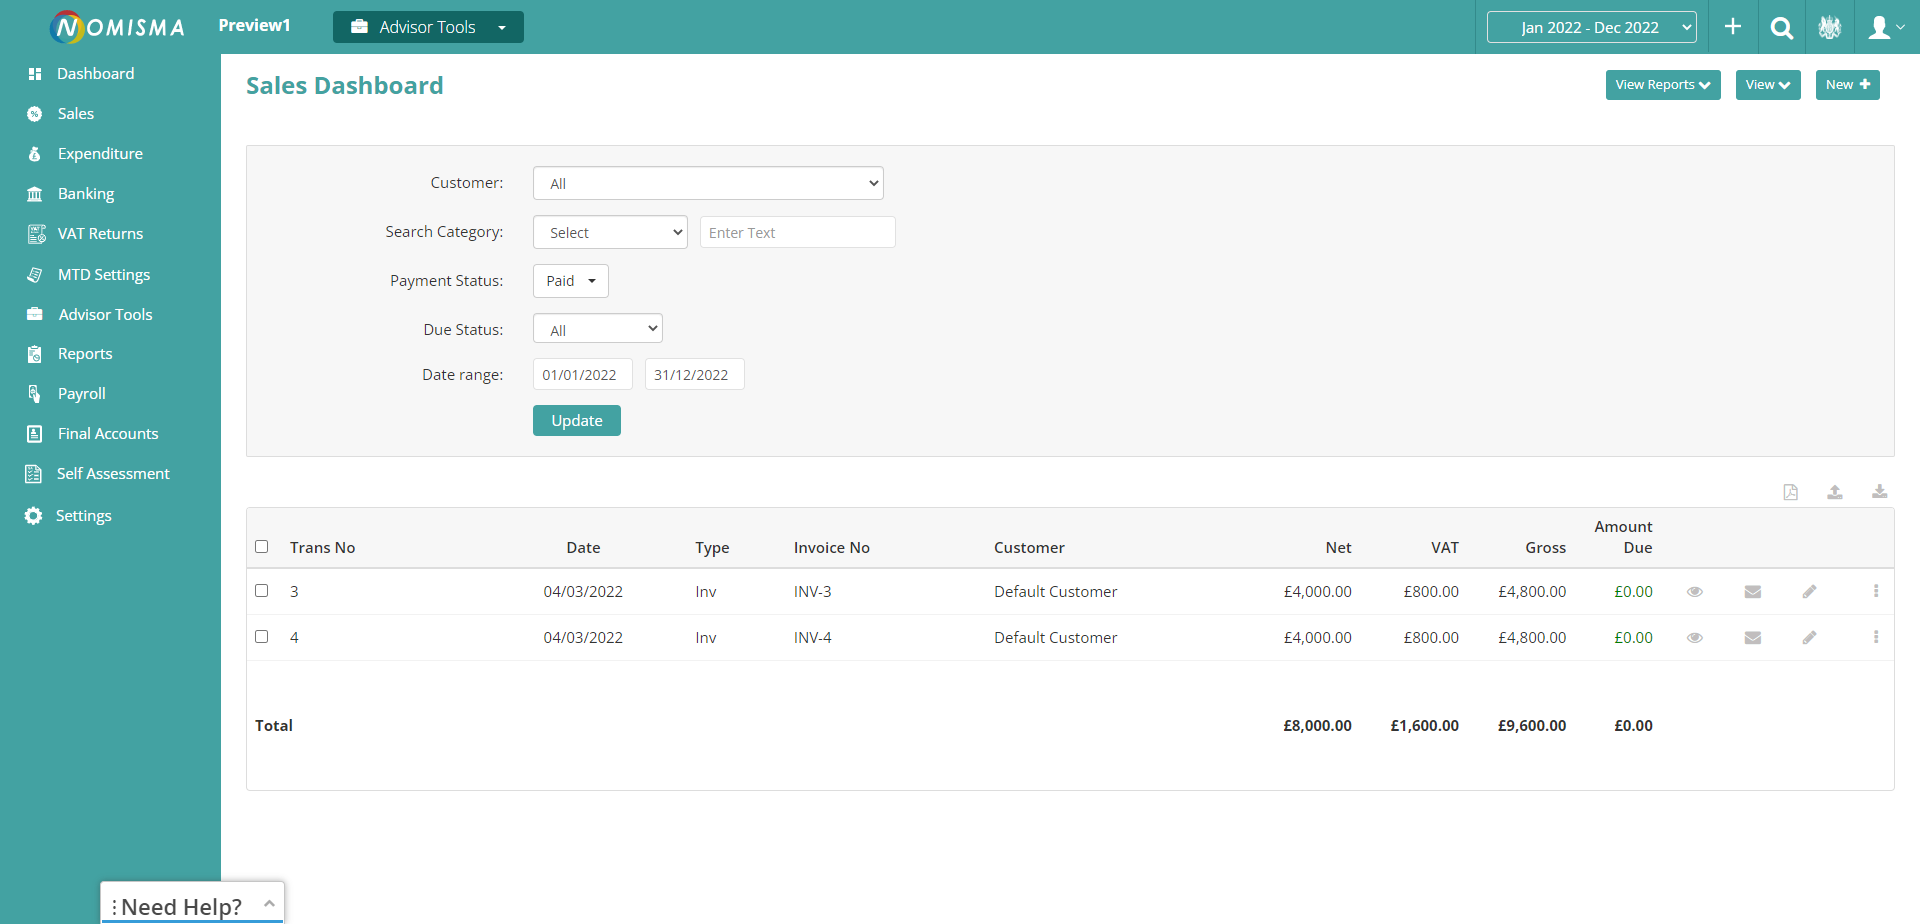 NOMISMA Preview1 Advisor Tools Jan 2022 - Dec 2022
Dashboard
Sales
Expenditure
Banking
VAT Returns
MTD Settings
Advisor Tools
Reports
Payroll
Final Accounts
Self Assessment
Settings
Sales Dashboard View Reports View New
Customer: All
Search Category: Select Enter Text
Payment Status: Paid
Due Status: All
Date range: 01/01/2022 31/12/2022
Update
Trans No Date Type Invoice No Customer Net VAT Gross Amount Due
3 04/03/2022 Inv INV-3 Default Customer £4,000.00 £800.00 £4,800.00 £0.00
4 04/03/2022 Inv INV-4 Default Customer £4,000.00 £800.00 £4,800.00 £0.00
Total £8,000.00 £1,600.00 £9,600.00 £0.00
Need Help?